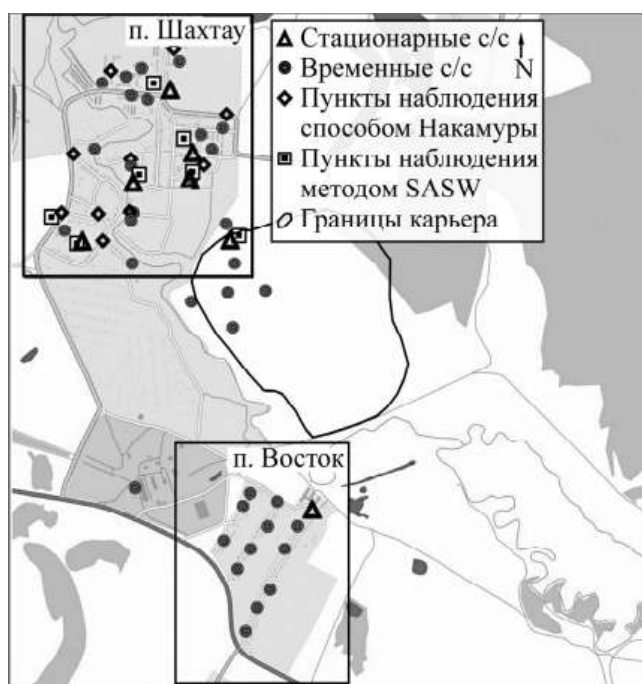 п. Шахтау
Стационарные с/с
N
Временные с/с
Пункты наблюдения
способом Накамуры
Пункты наблюдения
методом SASW
Границы карьера
п. Восток